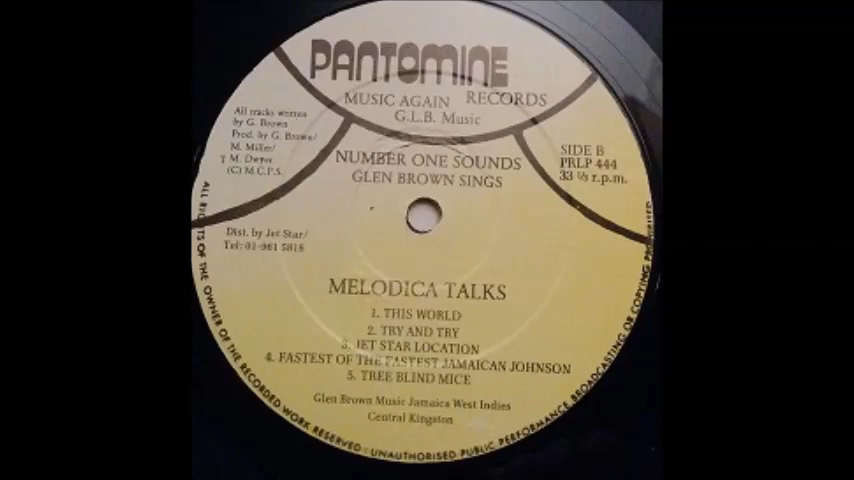 PANTOMINE
MUSIC AGAIN RECORDS
G.L.B. Music
All tracks written
by G. Brown
Prod. by G. Brown/
M. Miller/
Y M. Dwyer
(C) M.C.P.S.
NUMBER ONE SOUNDS
GLEN BROWN SINGS
SIDE B
PRLP 444
33 ⅓ r.p.m.
Dist. by Jet Star/
Tel: 01-961 5818
MELODICA TALKS
1. THIS WORLD
2. TRY AND TRY
3. JET STAR LOCATION
4. FASTEST OF THE FASTEST JAMAICAN JOHNSON
5. TREE BLIND MICE
Glen Brown Music Jamaica West Indies
Central Kingston
ALL RIGHTS OF THE OWNER OF THE RECORDED WORK RESERVED : UNAUTHORISED PUBLIC PERFORMANCE BROADCASTING OR COPYING PROHIBITED